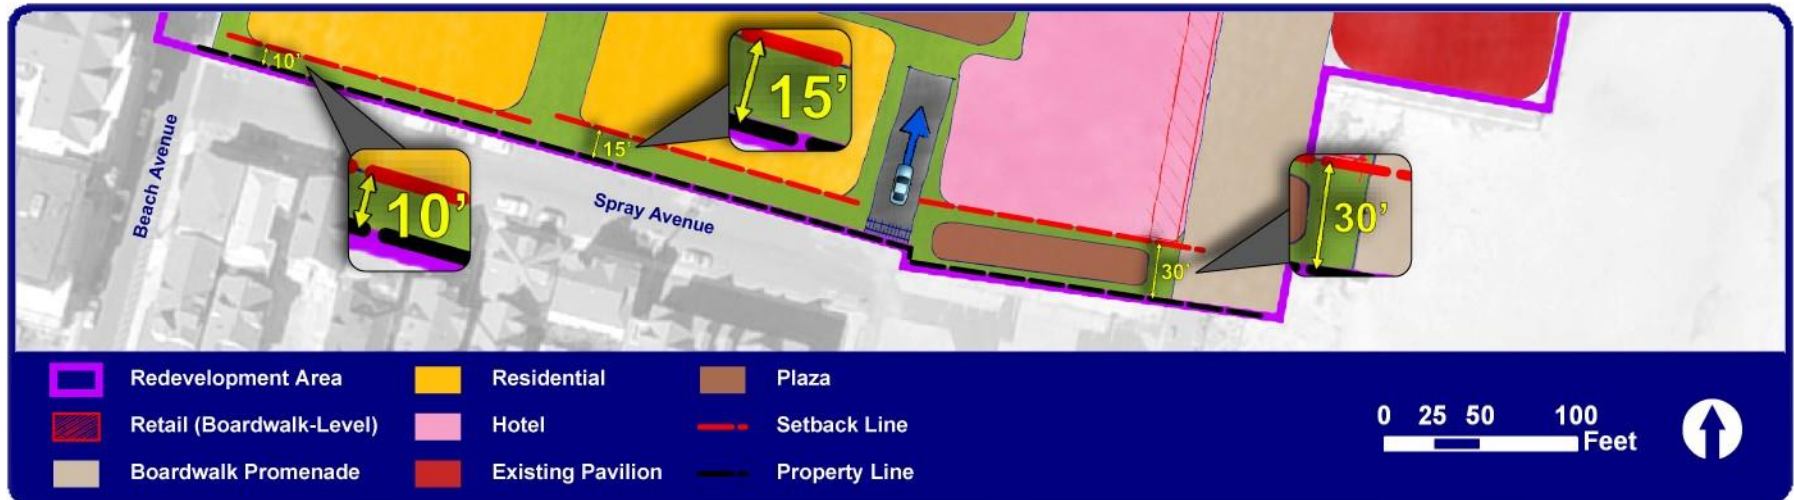 10'
15'
15'
10'
30'
30'
Beach Avenue
Spray Avenue
Redevelopment Area
Residential
Plaza
Retail (Boardwalk-Level)
Hotel
Setback Line
Boardwalk Promenade
Existing Pavilion
Property Line
0 25 50 100
Feet